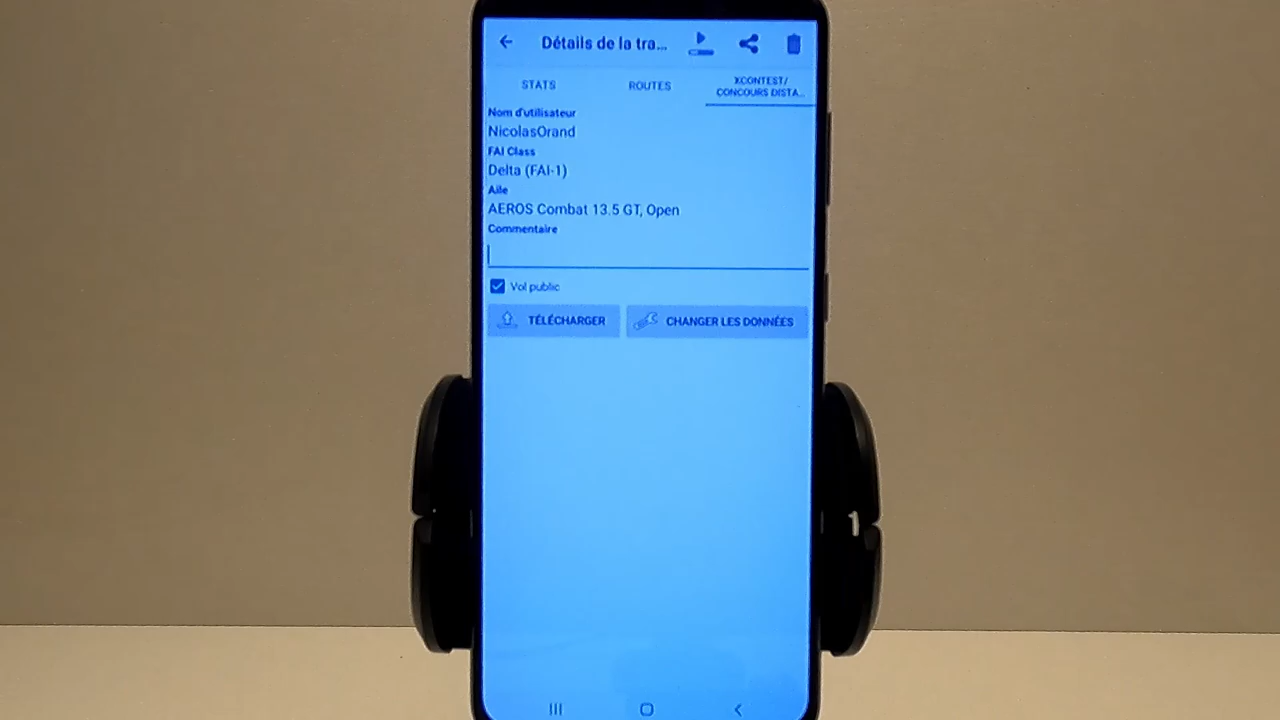 Détails de la tra...
STATS
ROUTES
XCONTEST/
CONCOURS DISTA...
Nom d'utilisateur
NicolasOrand
FAI Class
Delta (FAI-1)
Aile
AEROS Combat 13.5 GT, Open
Commentaire
Vol public
TÉLÉCHARGER
CHANGER LES DONNÉES